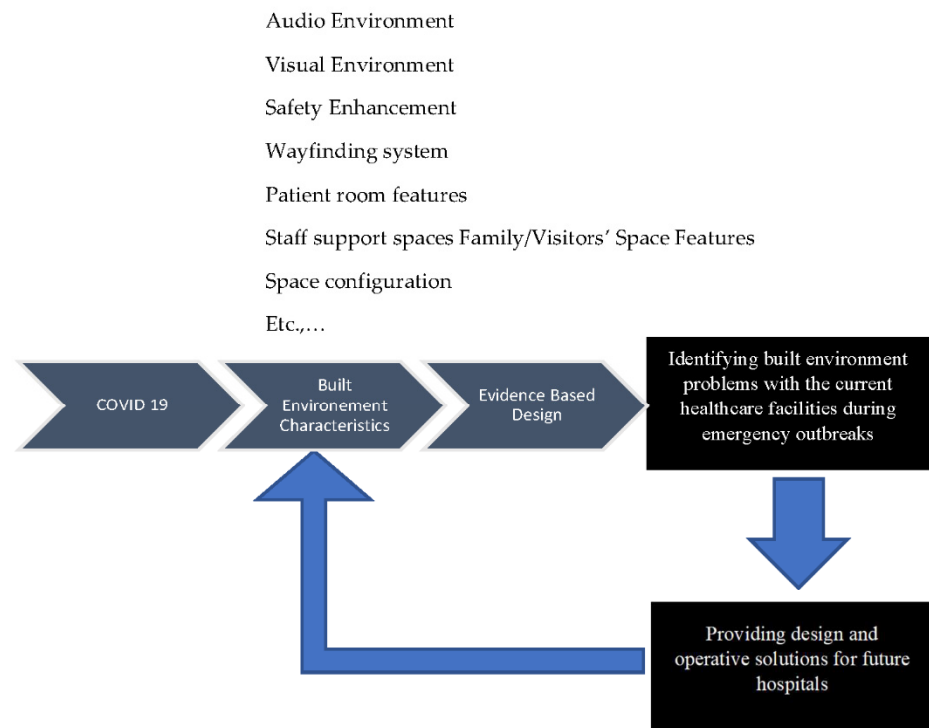 Audio Environment
Visual Environment
Safety Enhancement
Wayfinding system
Patient room features
Staff support spaces Family/Visitors’ Space Features
Space configuration
Etc.,…
COVID 19
Built
Environement
Characteristics
Evidence Based
Design
Identifying built environment
problems with the current
healthcare facilities during
emergency outbreaks
Providing design and
operative solutions for future
hospitals